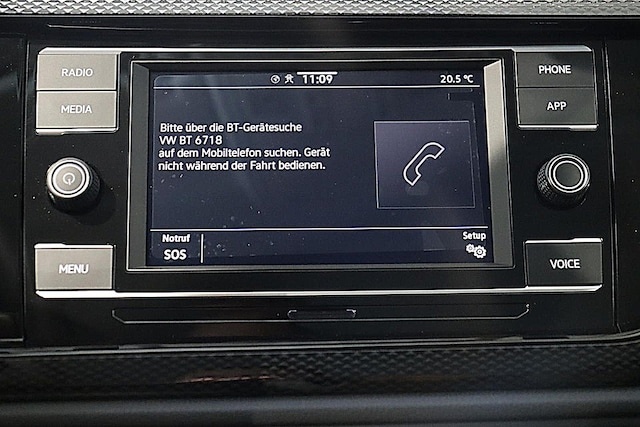 RADIO
MEDIA
MENU
11:09
20.5 °C
Bitte über die BT-Gerätesuche
VW BT 6718
auf dem Mobiltelefon suchen. Gerät
nicht während der Fahrt bedienen.
Notruf
SOS
Setup
PHONE
APP
VOICE